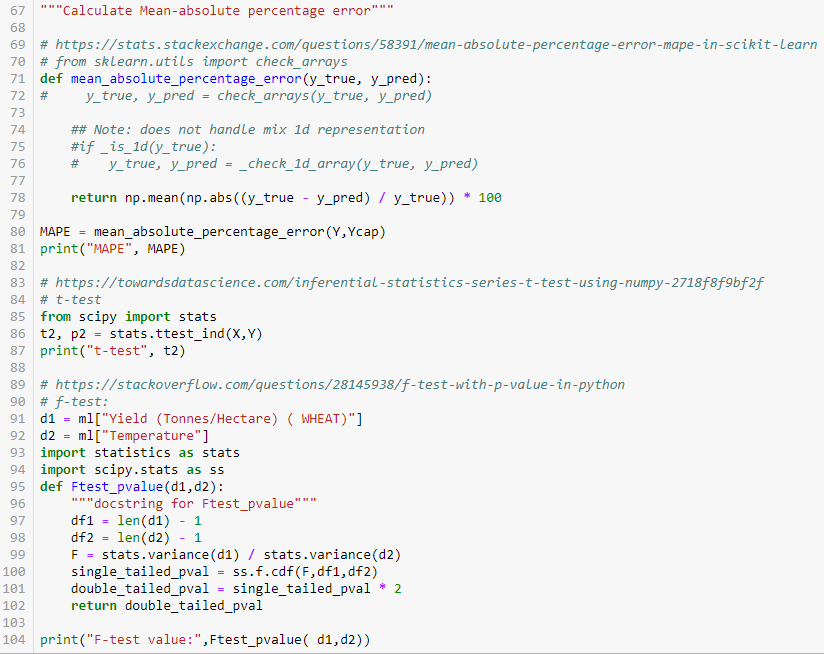 67 """Calculate Mean-absolute percentage error"""
68
69 # https://stats.stackexchange.com/questions/58391/mean-absolute-percentage-error-mape-in-scikit-learn
70 # from sklearn.utils import check_arrays
71 def mean_absolute_percentage_error(y_true, y_pred):
72 #     y_true, y_pred = check_arrays(y_true, y_pred)
73
74     ## Note: does not handle mix 1d representation
75     #if _is_1d(y_true):
76     #    y_true, y_pred = _check_1d_array(y_true, y_pred)
77
78     return np.mean(np.abs((y_true - y_pred) / y_true)) * 100
79
80 MAPE = mean_absolute_percentage_error(Y,Ycap)
81 print("MAPE", MAPE)
82
83 # https://towardsdatascience.com/inferential-statistics-series-t-test-using-numpy-2718f8f9bf2f
84 # t-test
85 from scipy import stats
86 t2, p2 = stats.ttest_ind(X,Y)
87 print("t-test", t2)
88
89 # https://stackoverflow.com/questions/28145938/f-test-with-p-value-in-python
90 # f-test:
91 d1 = ml["Yield (Tonnes/Hectare) ( WHEAT)"]
92 d2 = ml["Temperature"]
93 import statistics as stats
94 import scipy.stats as ss
95 def Ftest_pvalue(d1,d2):
96     """docstring for Ftest_pvalue"""
97     df1 = len(d1) - 1
98     df2 = len(d2) - 1
99     F = stats.variance(d1) / stats.variance(d2)
100     single_tailed_pval = ss.f.cdf(F,df1,df2)
101     double_tailed_pval = single_tailed_pval * 2
102     return double_tailed_pval
103
104 print("F-test value:",Ftest_pvalue( d1,d2))